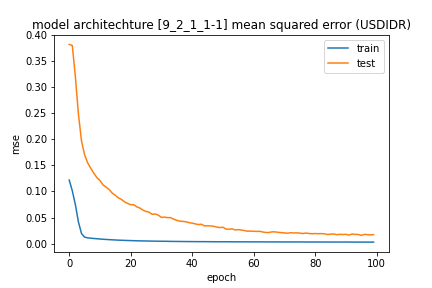 model architechture [9_2_1_1-1] mean squared error (USDIDR)
0.40
0.35
0.30
0.25
0.20
0.15
0.10
0.05
0.00
mse
train
test
0 20 40 60 80 100
epoch